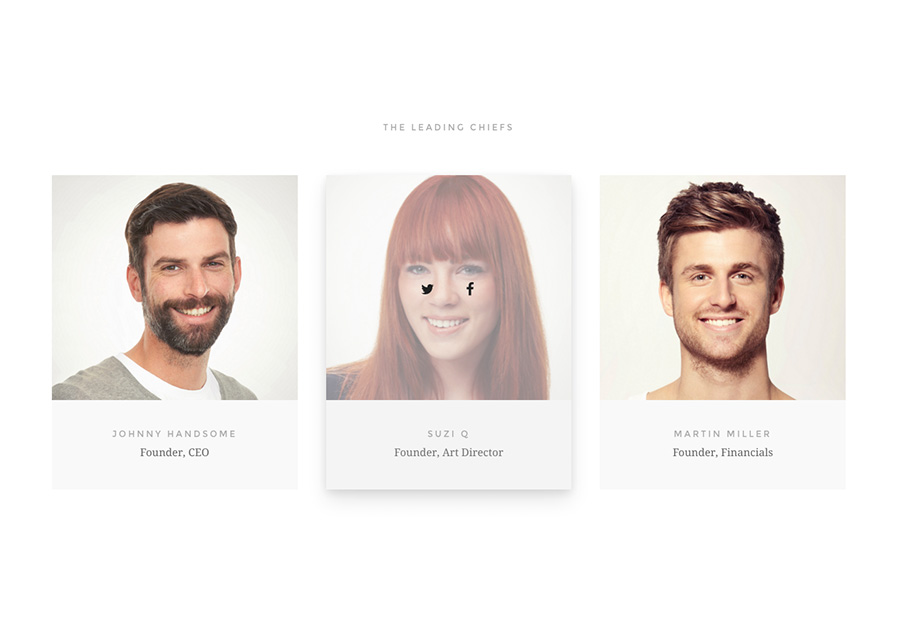 THE LEADING CHIEFS
JOHNNY HANDSOME
Founder, CEO
SUZI Q
Founder, Art Director
MARTIN MILLER
Founder, Financials